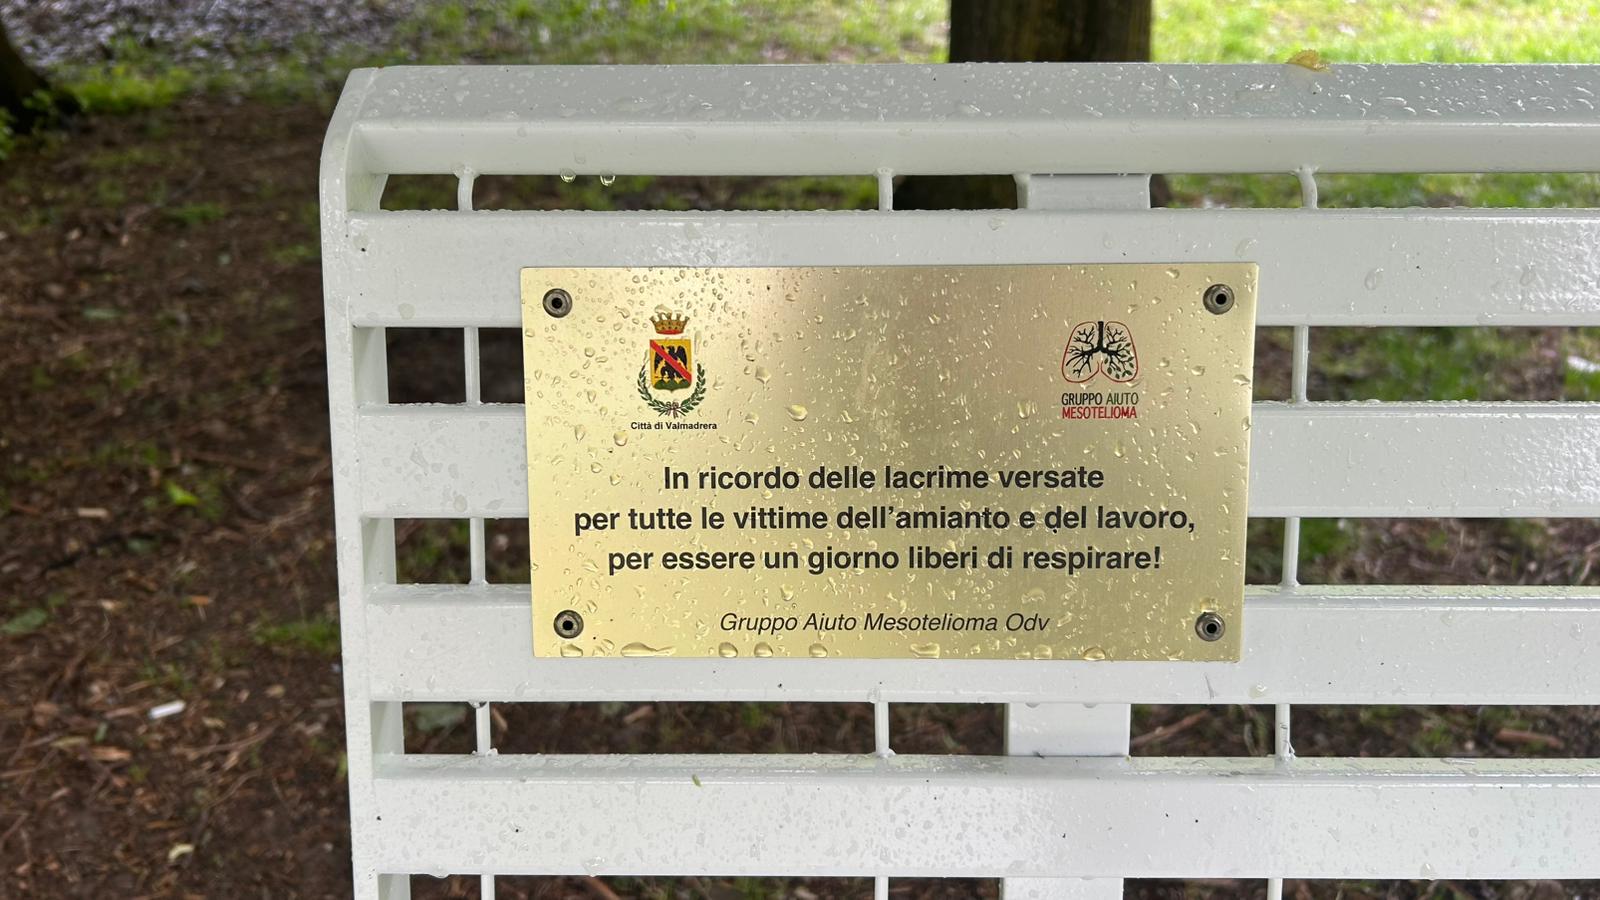 Città di Valmadrera
GRUPPO AIUTO
MESOTELIOMA
In ricordo delle lacrime versate
per tutte le vittime dell'amianto e del lavoro,
per essere un giorno liberi di respirare!
Gruppo Aiuto Mesotelioma Odv